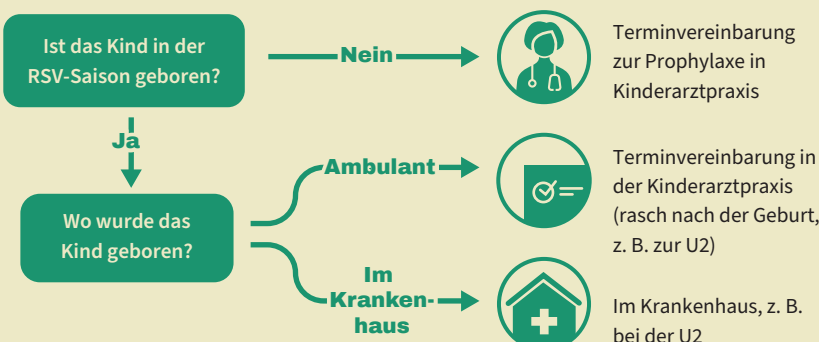 Ist das Kind in der
RSV-Saison geboren?
Nein
Terminvereinbarung
zur Prophylaxe in
Kinderarztpraxis
Ja
Wo wurde das
Kind geboren?
Ambulant
Terminvereinbarung in
der Kinderarztpraxis
(rasch nach der Geburt,
z. B. zur U2)
Im
Kranken-
haus
Im Krankenhaus, z. B.
bei der U2